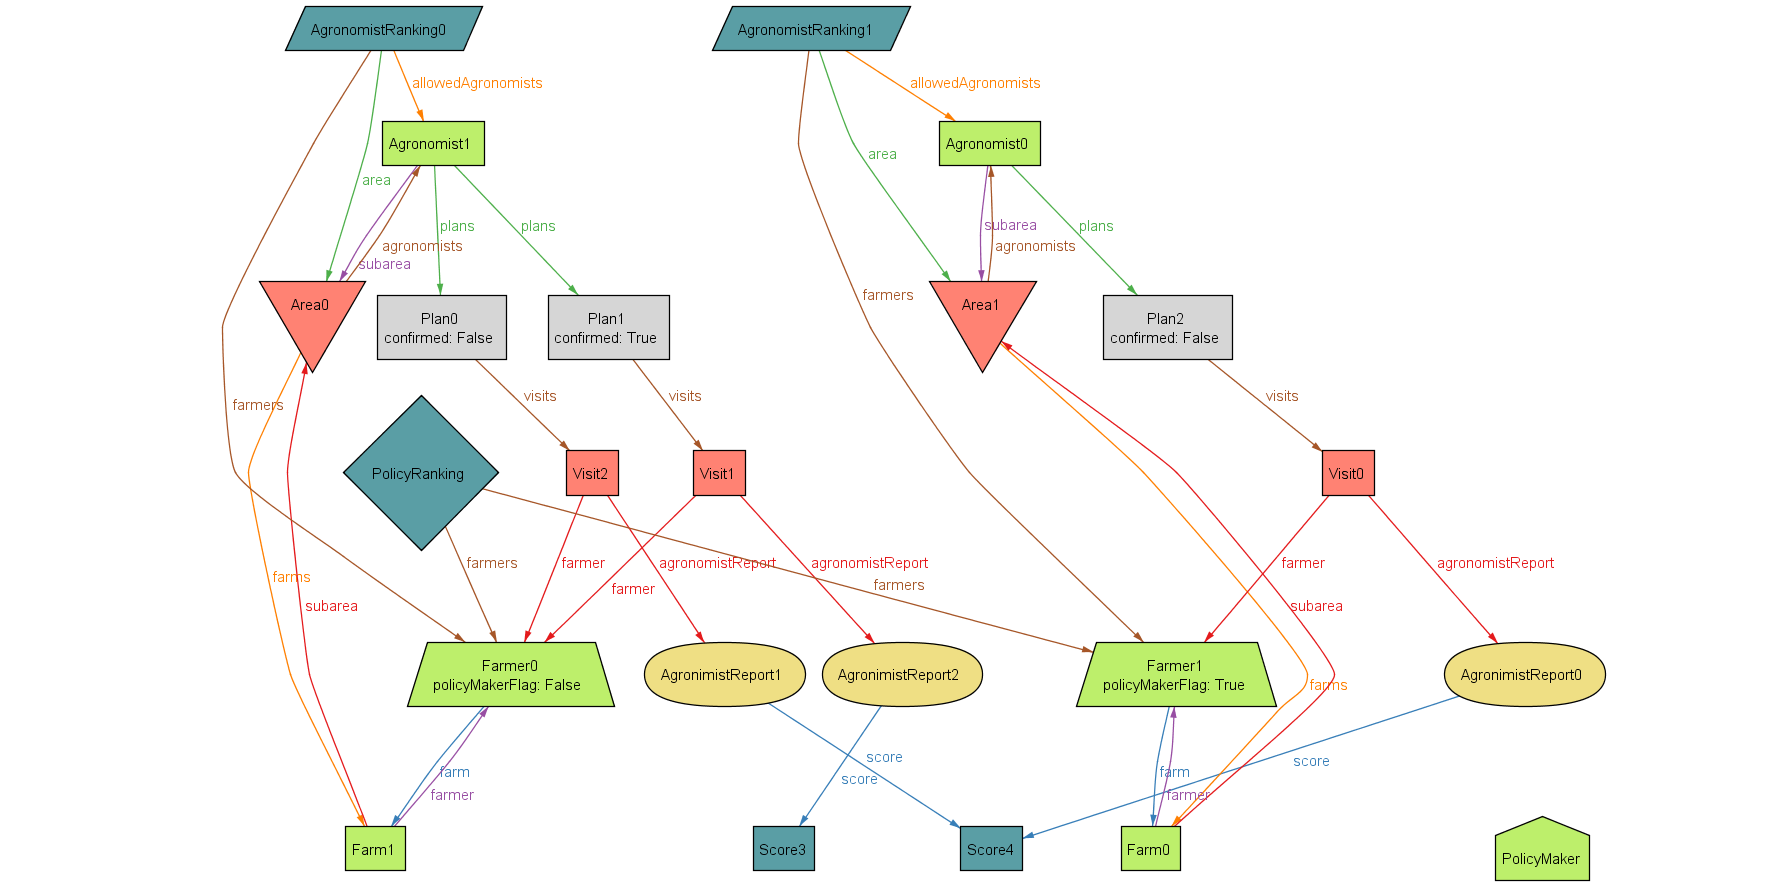 AgronomistRanking0
AgronomistRanking1
allowedAgronomists
allowedAgronomists
Agronomist1
Agronomist0
area
area
plans
plans
subarea
plans
agronomists
agronomists
subarea
farmers
Area0
Area1
Plan0
confirmed: False
Plan1
confirmed: True
Plan2
confirmed: False
visits
visits
visits
farmers
PolicyRanking
Visit2
Visit1
Visit0
farmers
farmer
agronomistReport
agronomistReport
farmer
agronomistReport
farms
farmer
farmers
subarea
subarea
Farmer0
policyMakerFlag: False
AgronimistReport1
AgronimistReport2
Farmer1
policyMakerFlag: True
farms
AgronimistReport0
score
score
score
farm
farmer
farm
farmer
Farm1
Score3
Score4
Farm0
PolicyMaker